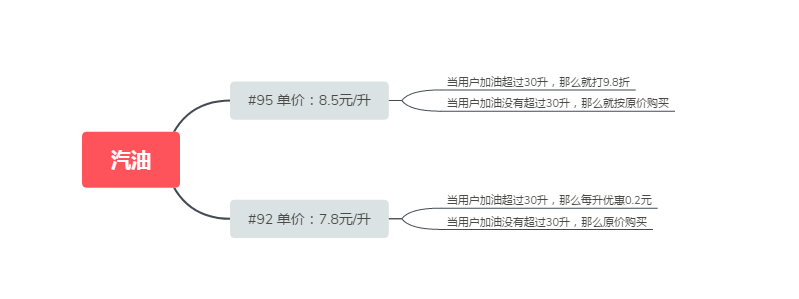 汽油
#95 单价：8.5元/升
当用户加油超过30升，那么就打9.8折
当用户加油没有超过30升，那么就按原价购买
#92 单价：7.8元/升
当用户加油超过30升，那么每升优惠0.2元
当用户加油没有超过30升，那么原价购买